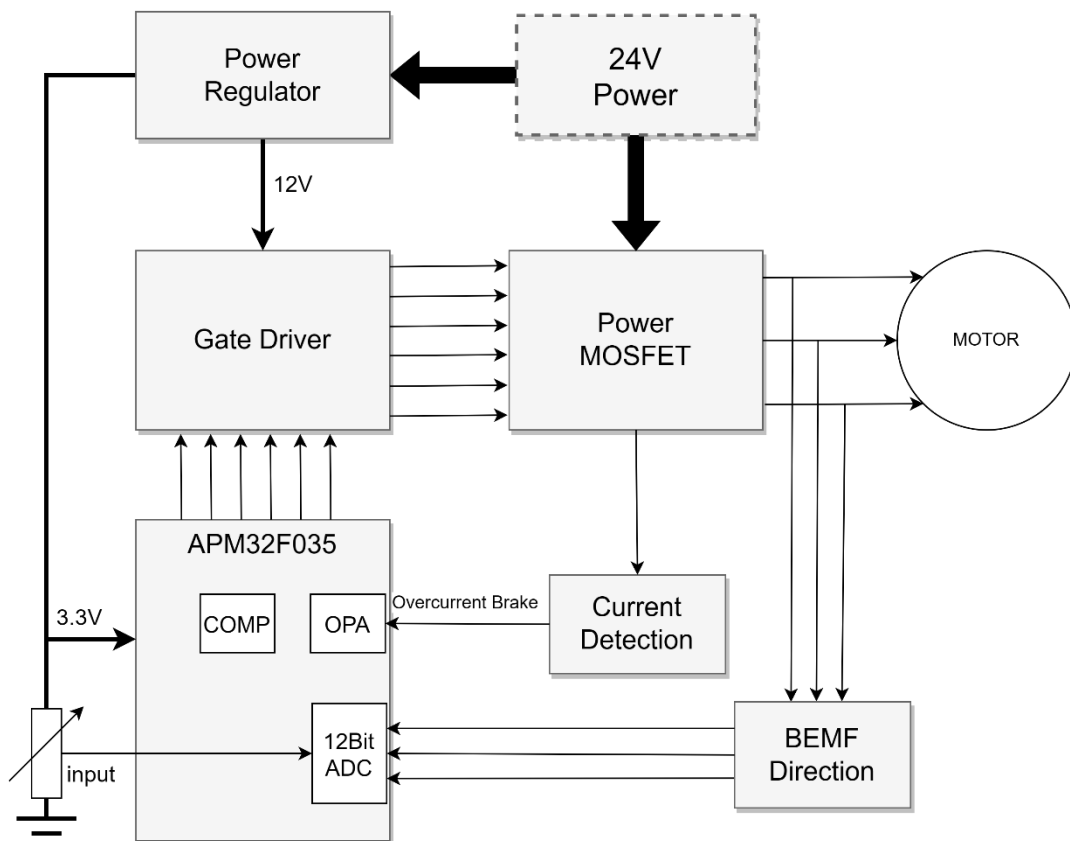 Power
Regulator
24V
Power
12V
Gate Driver
Power
MOSFET
MOTOR
APM32F035
COMP
OPA
Overcurrent Brake
Current
Detection
3.3V
12Bit
ADC
input
BEMF
Direction